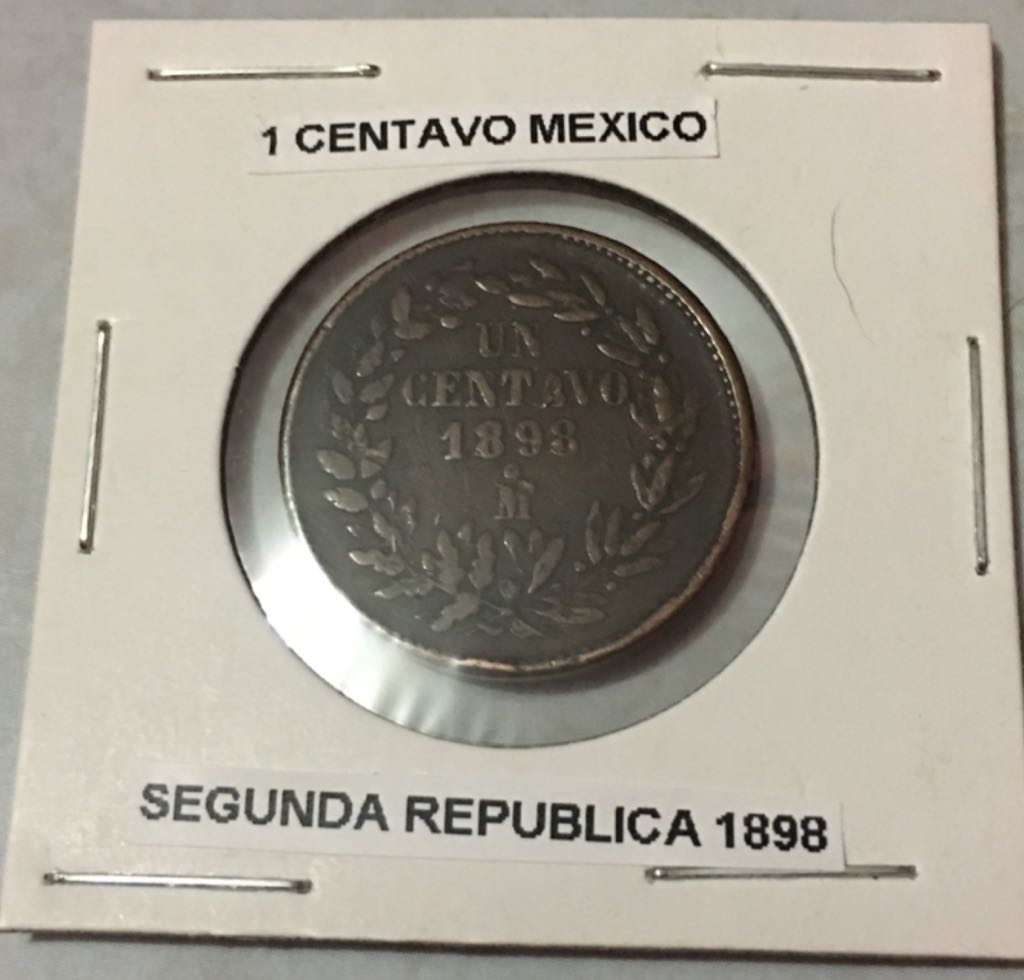 1 CENTAVO MEXICO
UN
CENTAVO
1898
M̊
SEGUNDA REPUBLICA 1898